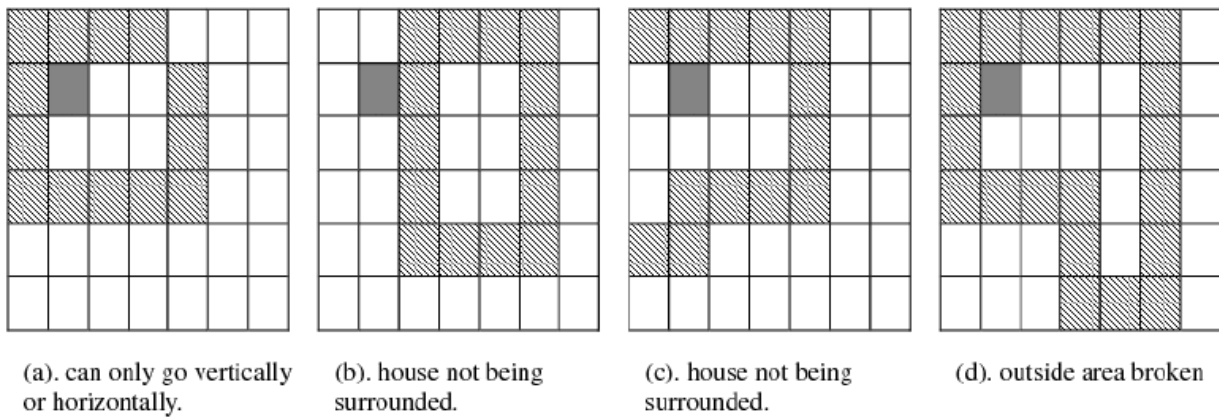 (a). can only go vertically
or horizontally.
(b). house not being
surrounded.
(c). house not being
surrounded.
(d). outside area broken